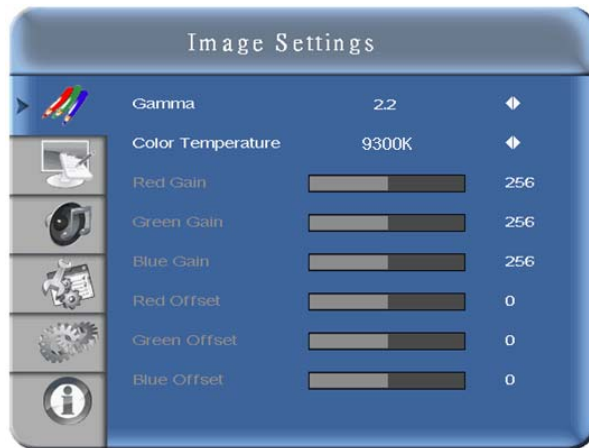 Image Settings
Gamma 2.2
Color Temperature 9300K
Red Gain 256
Green Gain 256
Blue Gain 256
Red Offset 0
Green Offset 0
Blue Offset 0